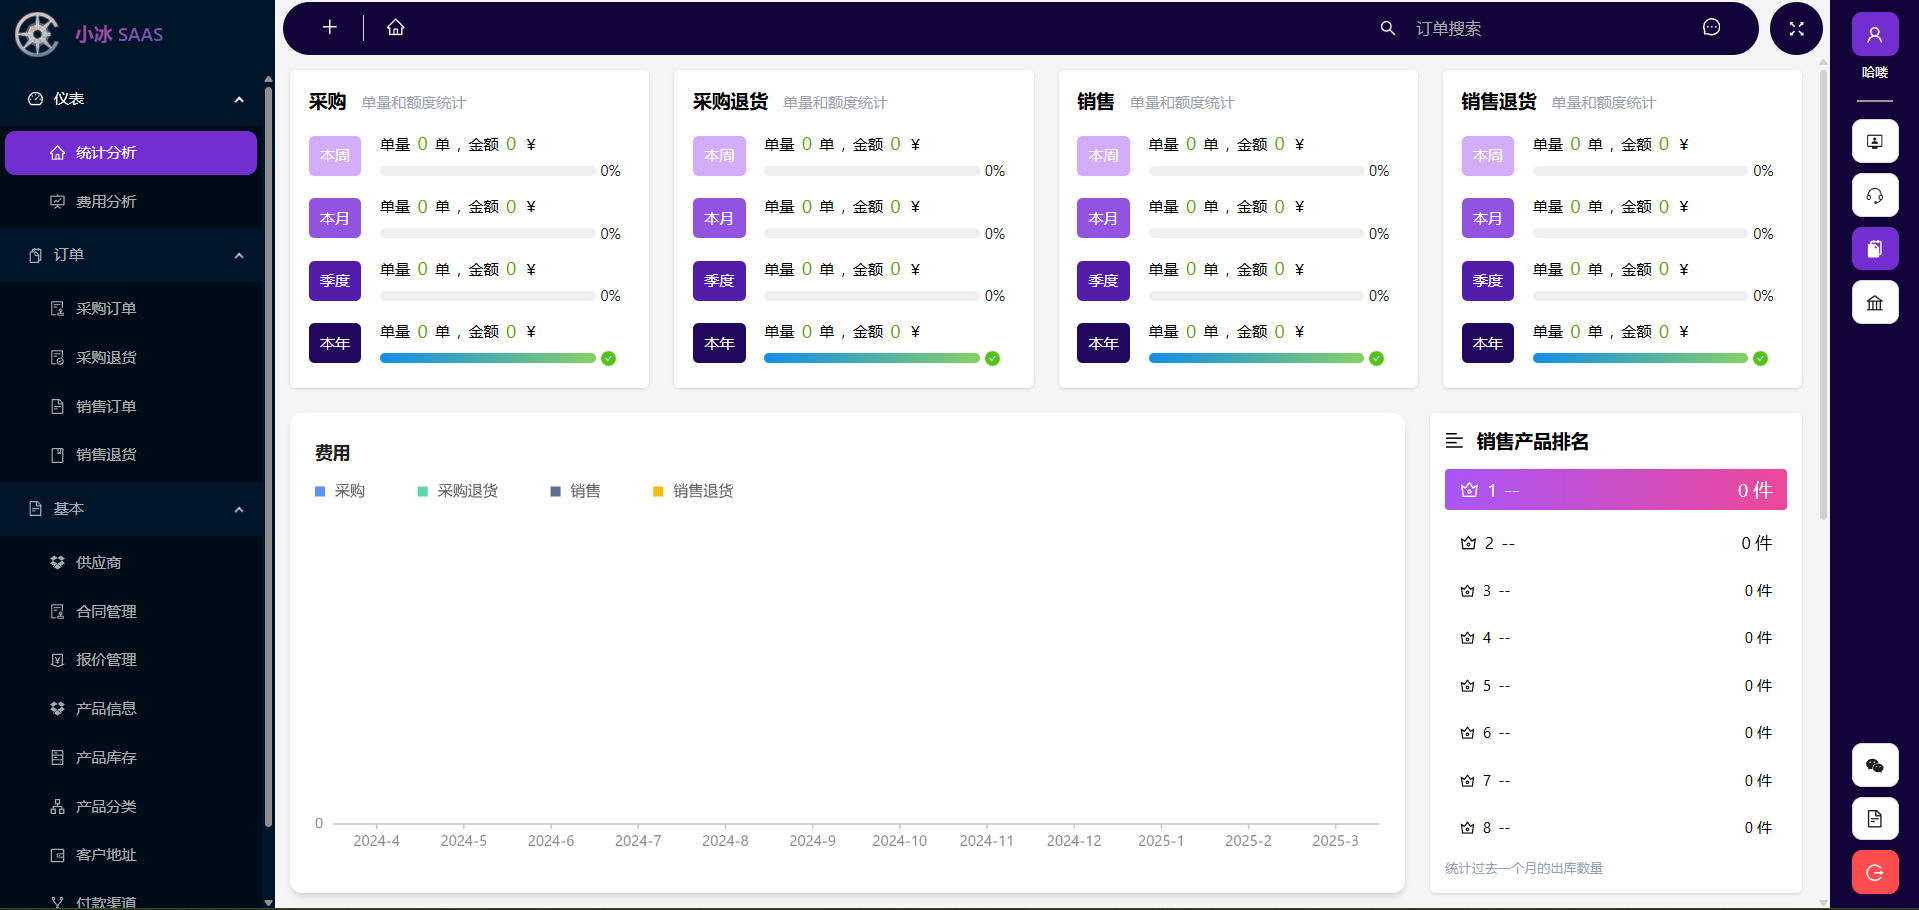 小冰 SAAS
仪表
统计分析
费用分析
订单
采购订单
采购退货
销售订单
销售退货
基本
供应商
合同管理
报价管理
产品信息
产品库存
产品分类
客户地址
付款渠道
订单搜索
采购 单量和额度统计
本周 单量 0 单，金额 0 ¥
0%
本月 单量 0 单，金额 0 ¥
0%
季度 单量 0 单，金额 0 ¥
0%
本年 单量 0 单，金额 0 ¥
采购退货 单量和额度统计
本周 单量 0 单，金额 0 ¥
0%
本月 单量 0 单，金额 0 ¥
0%
季度 单量 0 单，金额 0 ¥
0%
本年 单量 0 单，金额 0 ¥
销售 单量和额度统计
本周 单量 0 单，金额 0 ¥
0%
本月 单量 0 单，金额 0 ¥
0%
季度 单量 0 单，金额 0 ¥
0%
本年 单量 0 单，金额 0 ¥
销售退货 单量和额度统计
本周 单量 0 单，金额 0 ¥
0%
本月 单量 0 单，金额 0 ¥
0%
季度 单量 0 单，金额 0 ¥
0%
本年 单量 0 单，金额 0 ¥
费用
采购 采购退货 销售 销售退货
0
2024-4 2024-5 2024-6 2024-7 2024-8 2024-9 2024-10 2024-11 2024-12 2025-1 2025-2 2025-3
销售产品排名
1 -- 0 件
2 -- 0 件
3 -- 0 件
4 -- 0 件
5 -- 0 件
6 -- 0 件
7 -- 0 件
8 -- 0 件
统计过去一个月的出库数量
哈喽